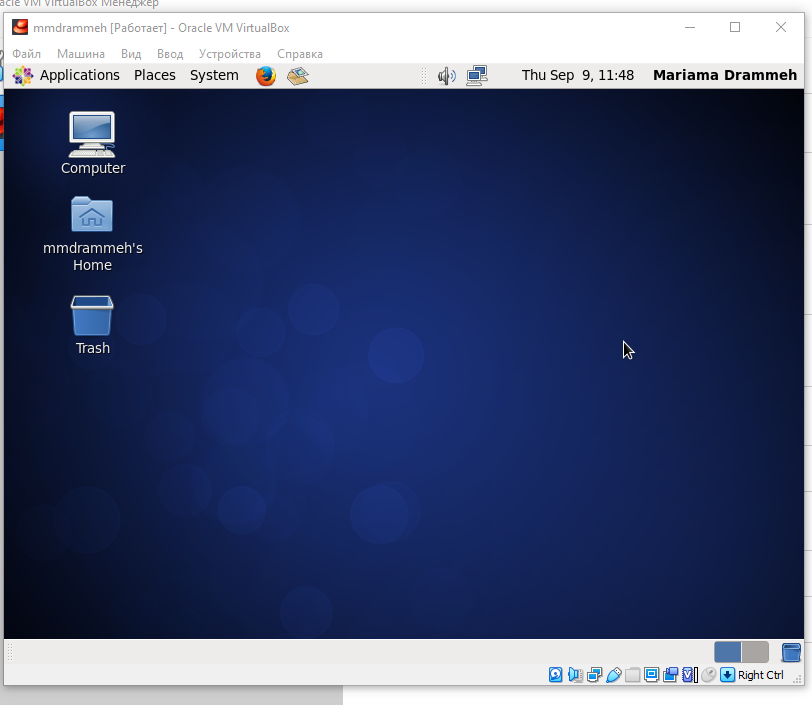 acle VM VirtualBox Менеджер
mmdrammeh [Работает] - Oracle VM VirtualBox
Файл Машина Вид Ввод Устройства Справка
Applications Places System Thu Sep 9, 11:48 Mariama Drammeh
Computer
mmdrammeh's
Home
Trash
Right Ctrl